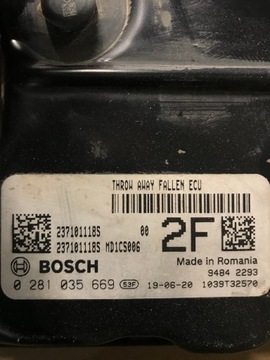 THROW AWAY FALLEN ECU
237101118S 00
237101118S MD1CS006
2F
Made in Romania
BOSCH
9484 2293
0 281 035 669 53F 19-06-20 1039T32570